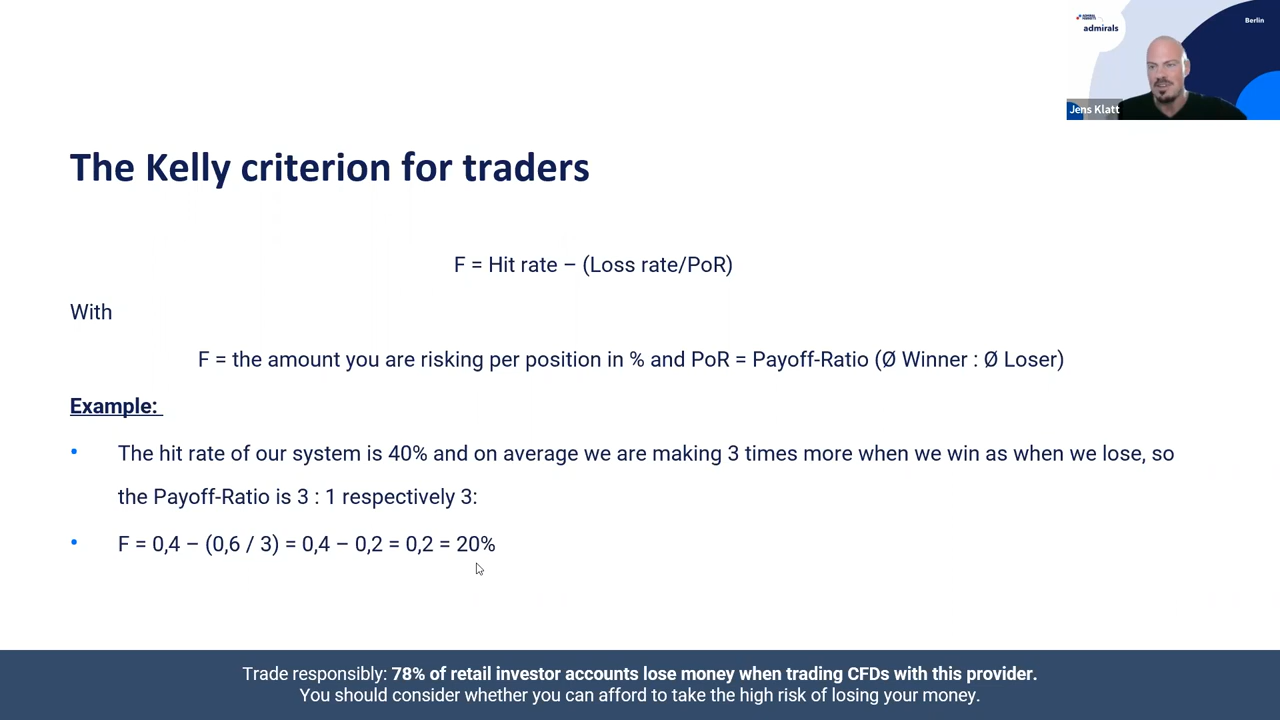 admirals
Berlin
Jens Klatt
The Kelly criterion for traders
F = Hit rate – (Loss rate/PoR)
With
F = the amount you are risking per position in % and PoR = Payoff-Ratio (Ø Winner : Ø Loser)
Example:
• The hit rate of our system is 40% and on average we are making 3 times more when we win as when we lose, so
the Payoff-Ratio is 3 : 1 respectively 3:
• F = 0,4 – (0,6 / 3) = 0,4 – 0,2 = 0,2 = 20%
Trade responsibly: 78% of retail investor accounts lose money when trading CFDs with this provider.
You should consider whether you can afford to take the high risk of losing your money.